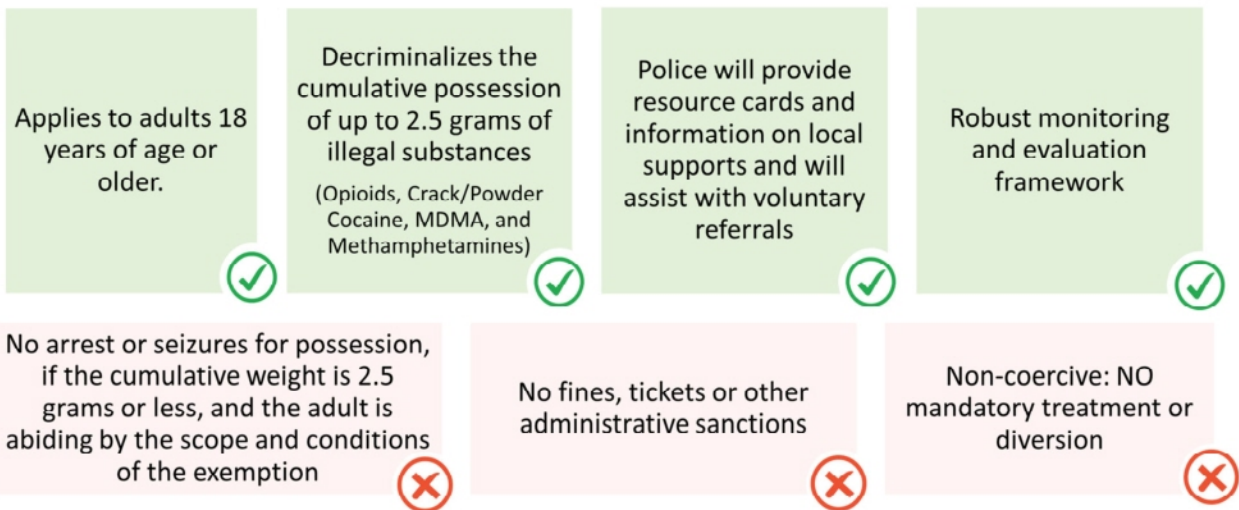 Applies to adults 18
years of age or
older.
Decriminalizes the
cumulative possession
of up to 2.5 grams of
illegal substances
(Opioids, Crack/Powder
Cocaine, MDMA, and
Methamphetamines)
Police will provide
resource cards and
information on local
supports and will
assist with voluntary
referrals
Robust monitoring
and evaluation
framework
No arrest or seizures for possession,
if the cumulative weight is 2.5
grams or less, and the adult is
abiding by the scope and conditions
of the exemption
No fines, tickets or other
administrative sanctions
Non-coercive: NO
mandatory treatment or
diversion